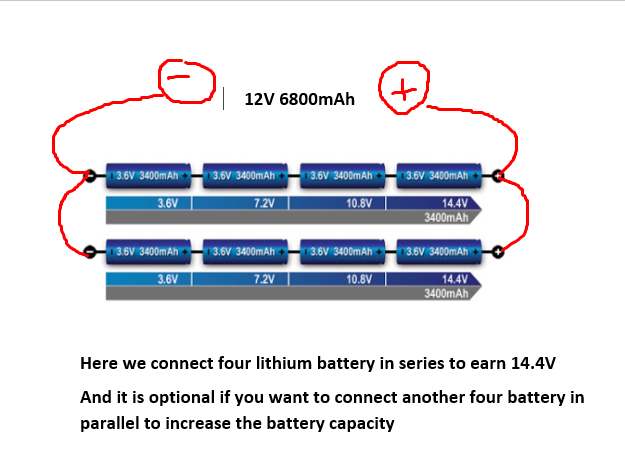 −
+
12V 6800mAh
- 3.6V 3400mAh + - 3.6V 3400mAh + - 3.6V 3400mAh + - 3.6V 3400mAh + +
3.6V 7.2V 10.8V 14.4V
3400mAh
- 3.6V 3400mAh + - 3.6V 3400mAh + - 3.6V 3400mAh + - 3.6V 3400mAh + +
3.6V 7.2V 10.8V 14.4V
3400mAh
Here we connect four lithium battery in series to earn 14.4V
And it is optional if you want to connect another four battery in
parallel to increase the battery capacity